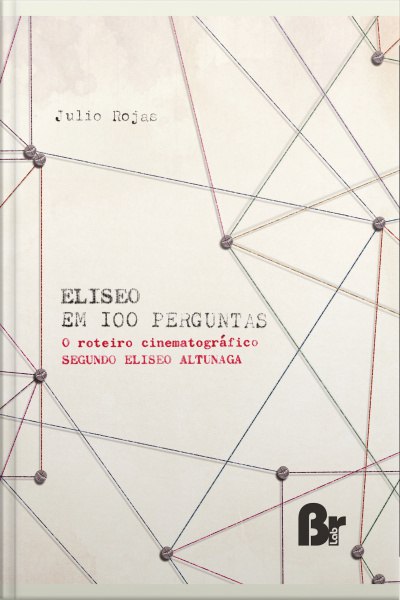 Julio Rojas
ELISEO
EM 100 PERGUNTAS
O roteiro cinematográfico
SEGUNDO ELISEO ALTUNAGA
Br
Lab